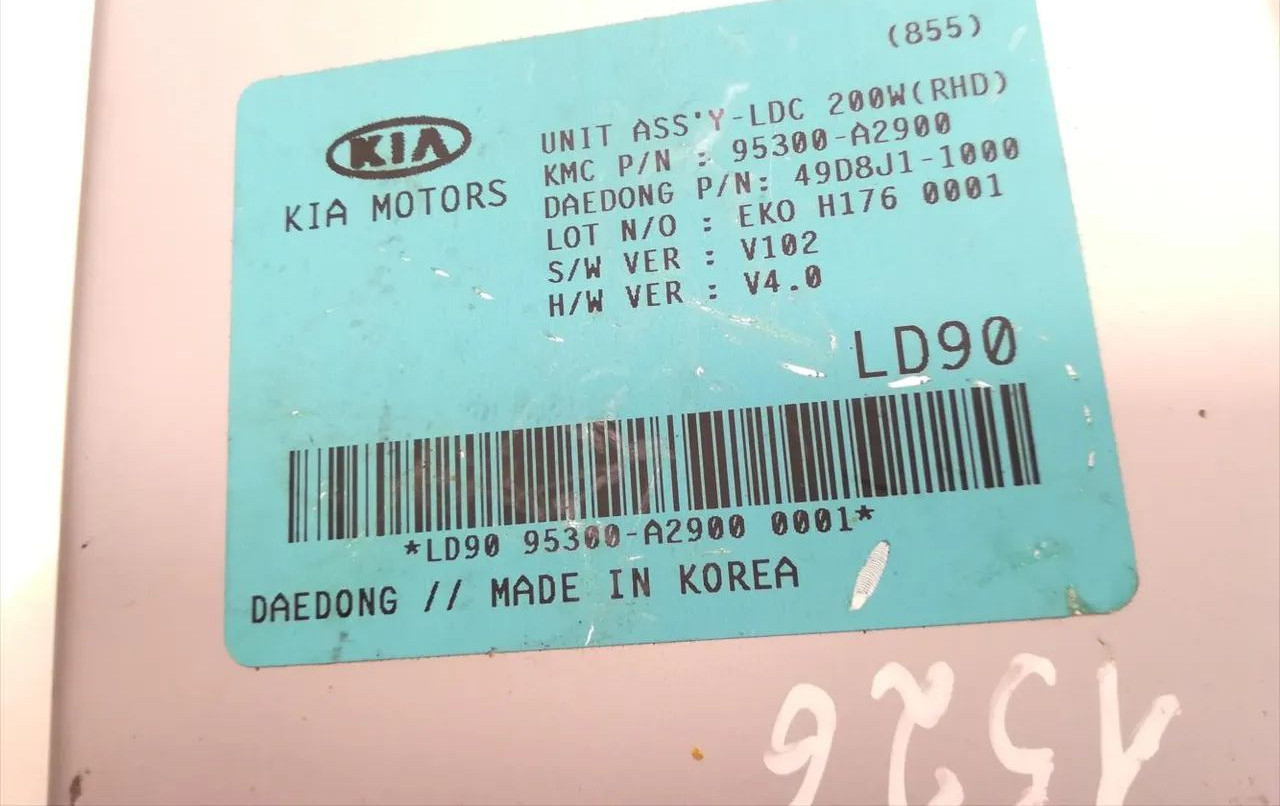 (855)
KIA
KIA MOTORS
UNIT ASS'Y-LDC 200W(RHD)
KMC P/N : 95300-A2900
DAEDONG P/N: 49D8J1-1000
LOT N/O : EKO H176 0001
S/W VER : V102
H/W VER : V4.0
LD90
*LD90 95300-A2900 0001*
DAEDONG // MADE IN KOREA
1526